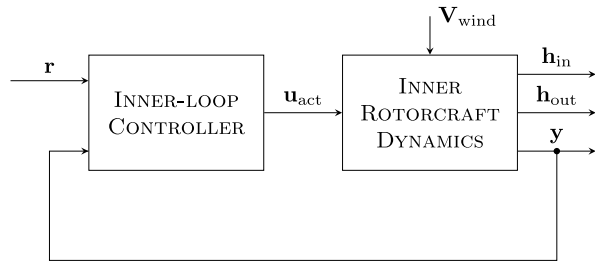 V_wind
r
INNER-LOOP
CONTROLLER
u_act
INNER
ROTORCRAFT
DYNAMICS
h_in
h_out
y